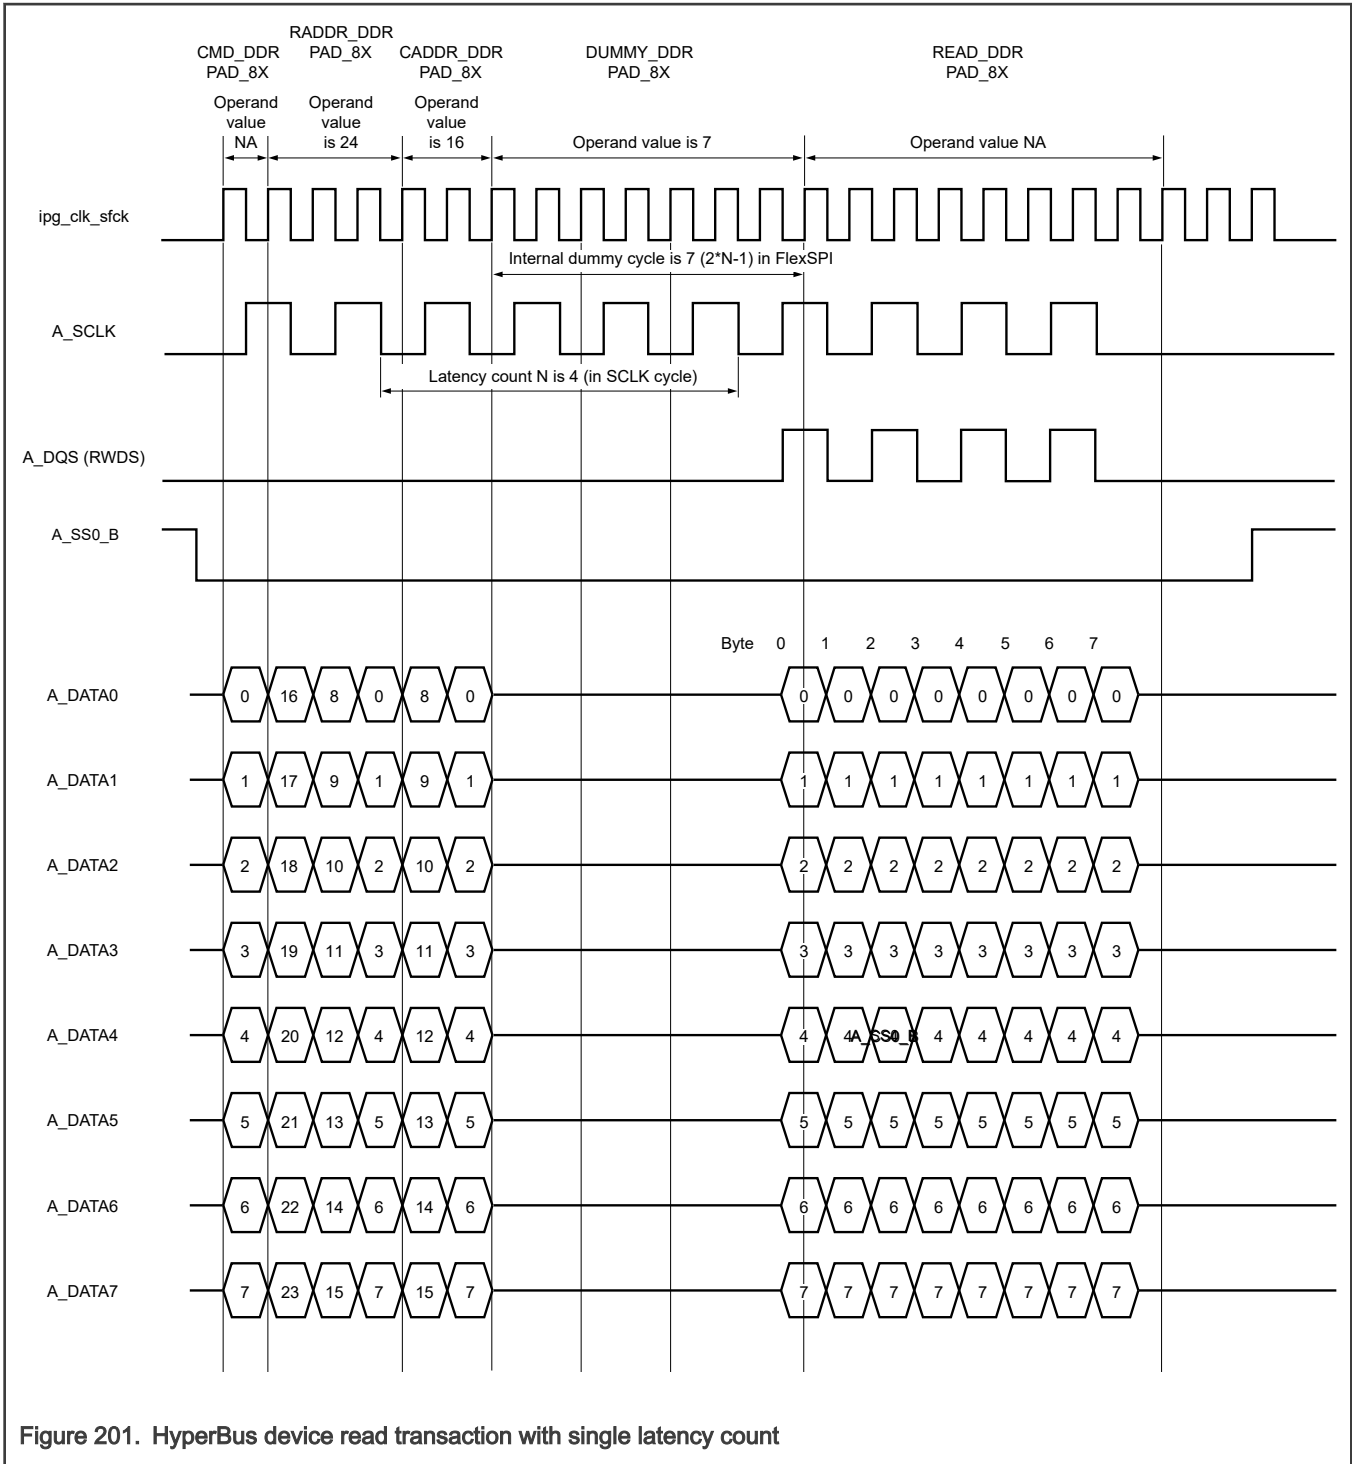 RADDR_DDR
CMD_DDR PAD_8X CADDR_DDR DUMMY_DDR READ_DDR
PAD_8X PAD_8X PAD_8X PAD_8X
Operand Operand Operand
value value value
NA is 24 is 16 Operand value is 7 Operand value NA
ipg_clk_sfck
Internal dummy cycle is 7 (2*N-1) in FlexSPI
A_SCLK
Latency count N is 4 (in SCLK cycle)
A_DQS (RWDS)
A_SS0_B
Byte 0 1 2 3 4 5 6 7
A_DATA0 0 16 8 0 8 0 0 0 0 0 0 0 0 0
A_DATA1 1 17 9 1 9 1 1 1 1 1 1 1 1 1
A_DATA2 2 18 10 2 10 2 2 2 2 2 2 2 2 2
A_DATA3 3 19 11 3 11 3 3 3 3 3 3 3 3 3
A_DATA4 4 20 12 4 12 4 4 4 A_SS0_B 4 4 4 4 4 4
A_DATA5 5 21 13 5 13 5 5 5 5 5 5 5 5 5
A_DATA6 6 22 14 6 14 6 6 6 6 6 6 6 6 6
A_DATA7 7 23 15 7 15 7 7 7 7 7 7 7 7 7
Figure 201. HyperBus device read transaction with single latency count